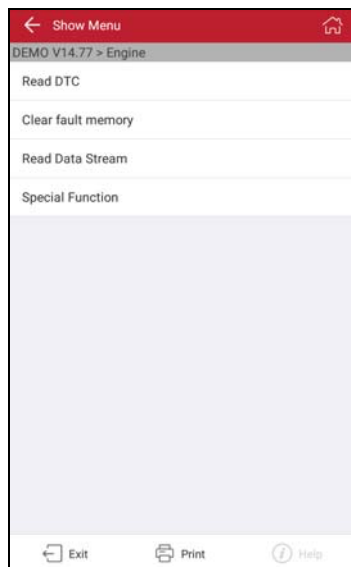 Show Menu
DEMO V14.77 > Engine
Read DTC
Clear fault memory
Read Data Stream
Special Function
Exit Print Help